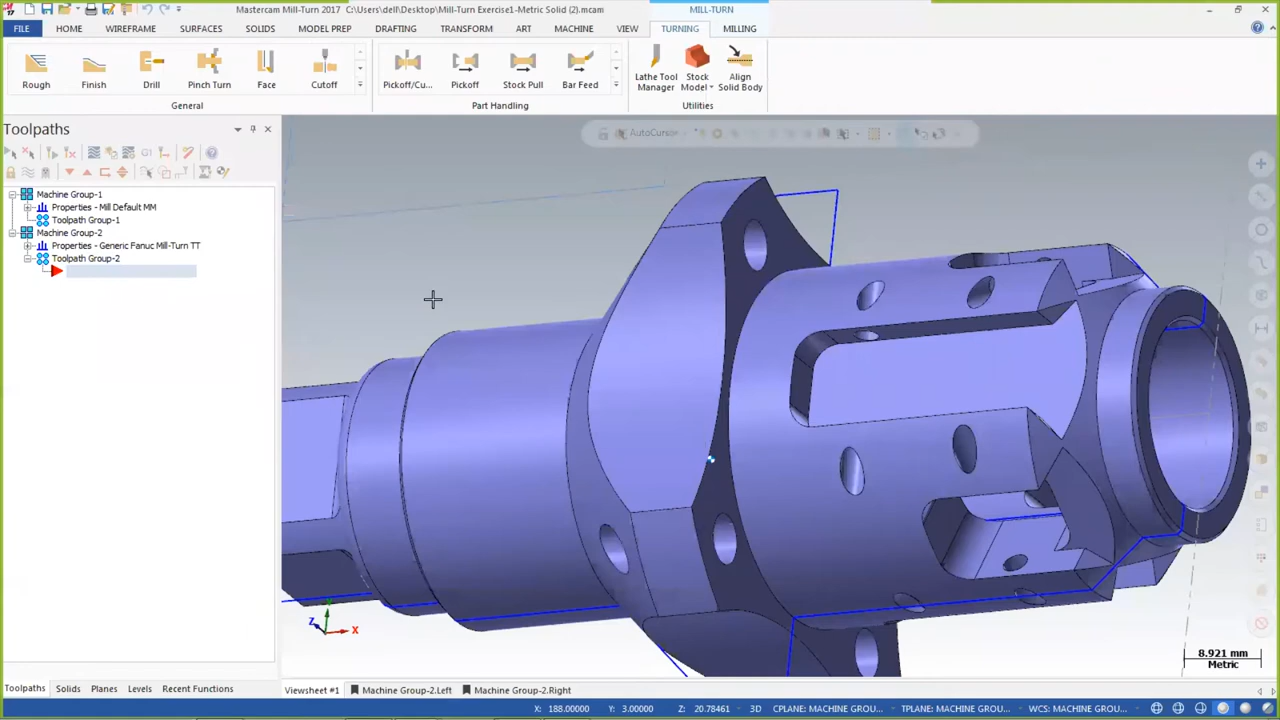 Mastercam Mill-Turn 2017 C:\Users\dell\Desktop\Mill-Turn Exercise1-Metric Solid (2).mcam
MILL-TURN
FILE HOME WIREFRAME SURFACES SOLIDS MODEL PREP DRAFTING TRANSFORM ART MACHINE VIEW TURNING MILLING
Rough Finish Drill Pinch Turn Face Cutoff Pickoff/Cu... Pickoff Stock Pull Bar Feed Lathe Tool Manager Stock Model Align Solid Body
General Part Handling Utilities
Toolpaths
AutoCursor
G1
Machine Group-1
Properties - Mill Default MM
Toolpath Group-1
Machine Group-2
Properties - Generic Fanuc Mill-Turn TT
Toolpath Group-2
Z X
8.921 mm
Metric
Toolpaths Solids Planes Levels Recent Functions Viewsheet #1 Machine Group-2.Left Machine Group-2.Right
X: 188.00000 Y: 3.00000 Z: 20.78461 3D CPLANE: MACHINE GROU... TPLANE: MACHINE GROU... WCS: MACHINE GROU...